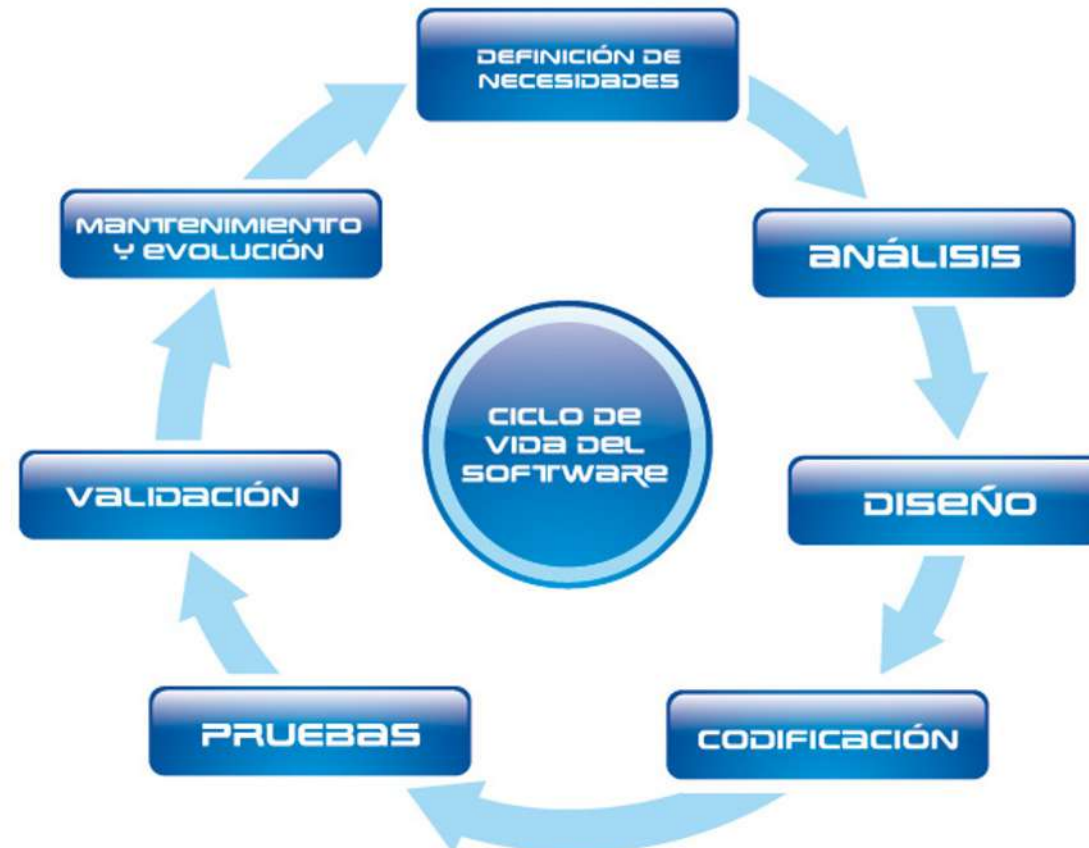 DEFINICIÓN DE
NECESIDADES
ANÁLISIS
DISEÑO
CODIFICACIÓN
PRUEBAS
VALIDACIÓN
MANTENIMIENTO
Y EVOLUCIÓN
CICLO DE
VIDA DEL
SOFTWARE